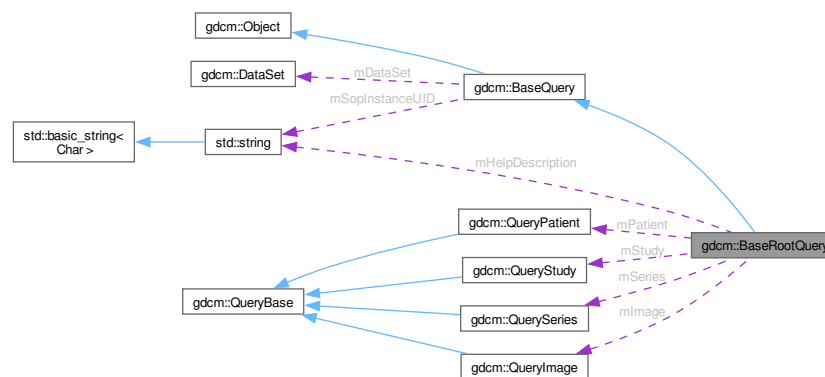 gdcm::Object
gdcm::DataSet
mDataSet
gdcm::BaseQuery
mSopInstanceUID
std::basic_string<
Char >
std::string
mHelpDescription
gdcm::QueryPatient
mPatient
gdcm::BaseRootQuery
mStudy
gdcm::QueryStudy
mSeries
gdcm::QueryBase
gdcm::QuerySeries
mImage
gdcm::QueryImage